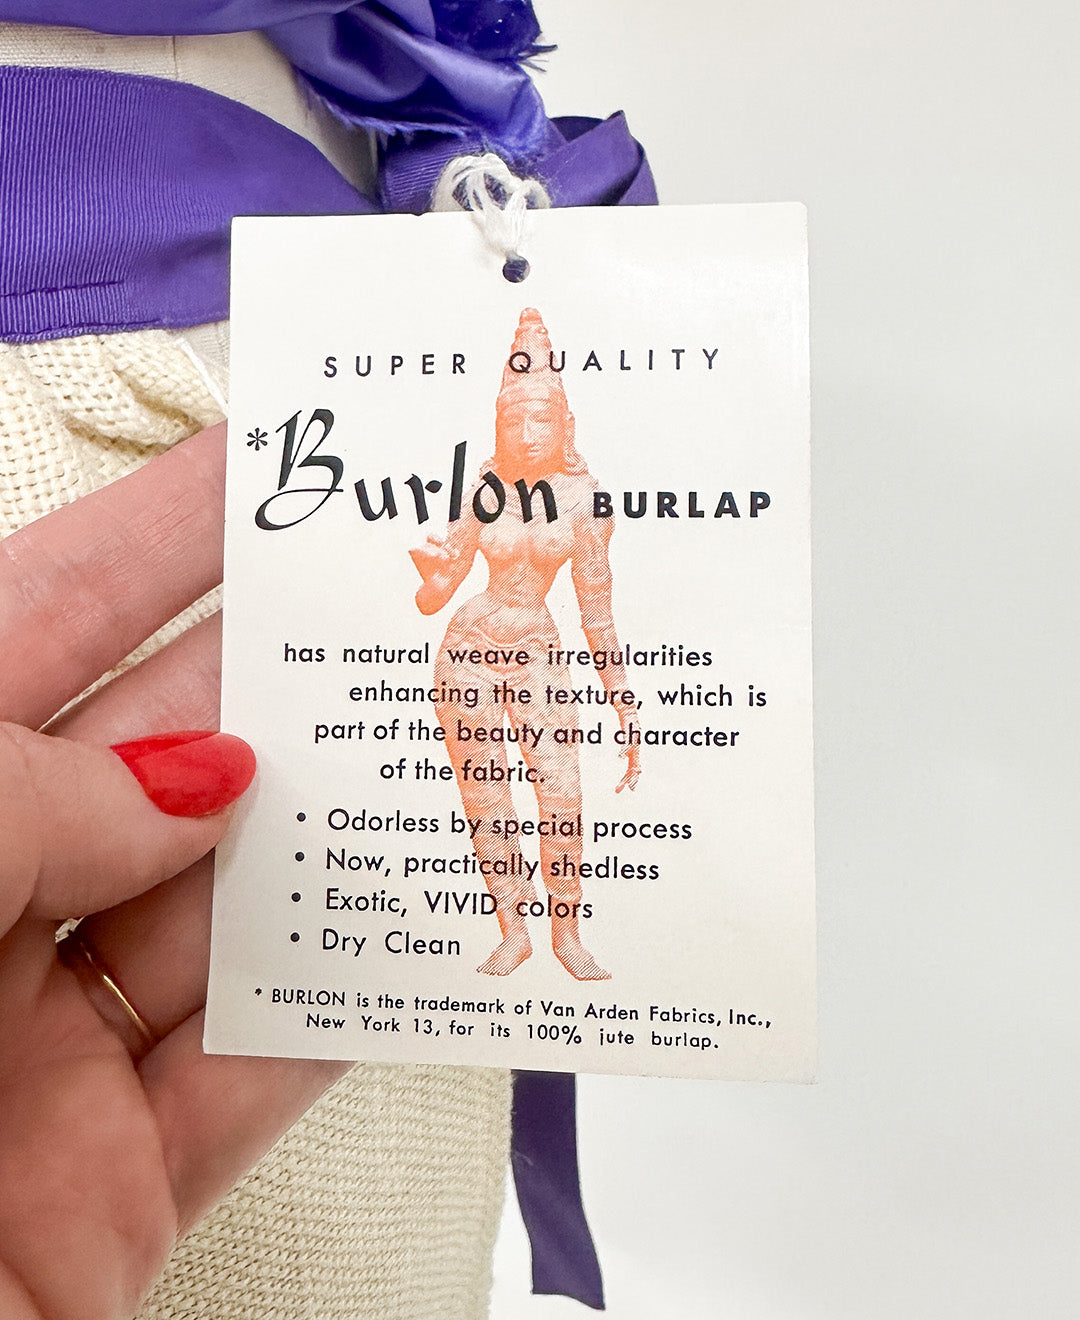 SUPER QUALITY
*Burlon BURLAP
has natural weave irregularities
enhancing the texture, which is
part of the beauty and character
of the fabric.
• Odorless by special process
• Now, practically shedless
• Exotic, VIVID colors
• Dry Clean
* BURLON is the trademark of Van Arden Fabrics, Inc.,
New York 13, for its 100% jute burlap.